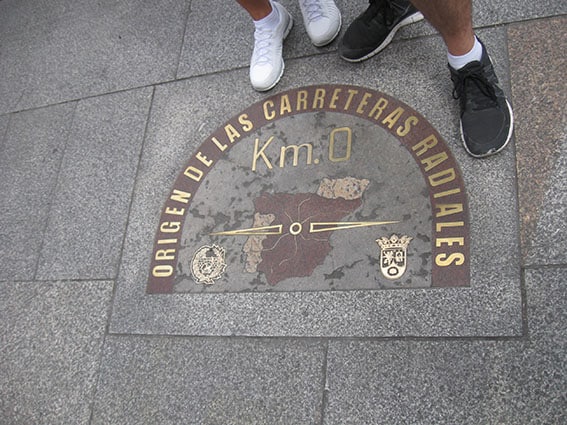 ORIGEN DE LAS CARRETERAS RADIALES
Km.0